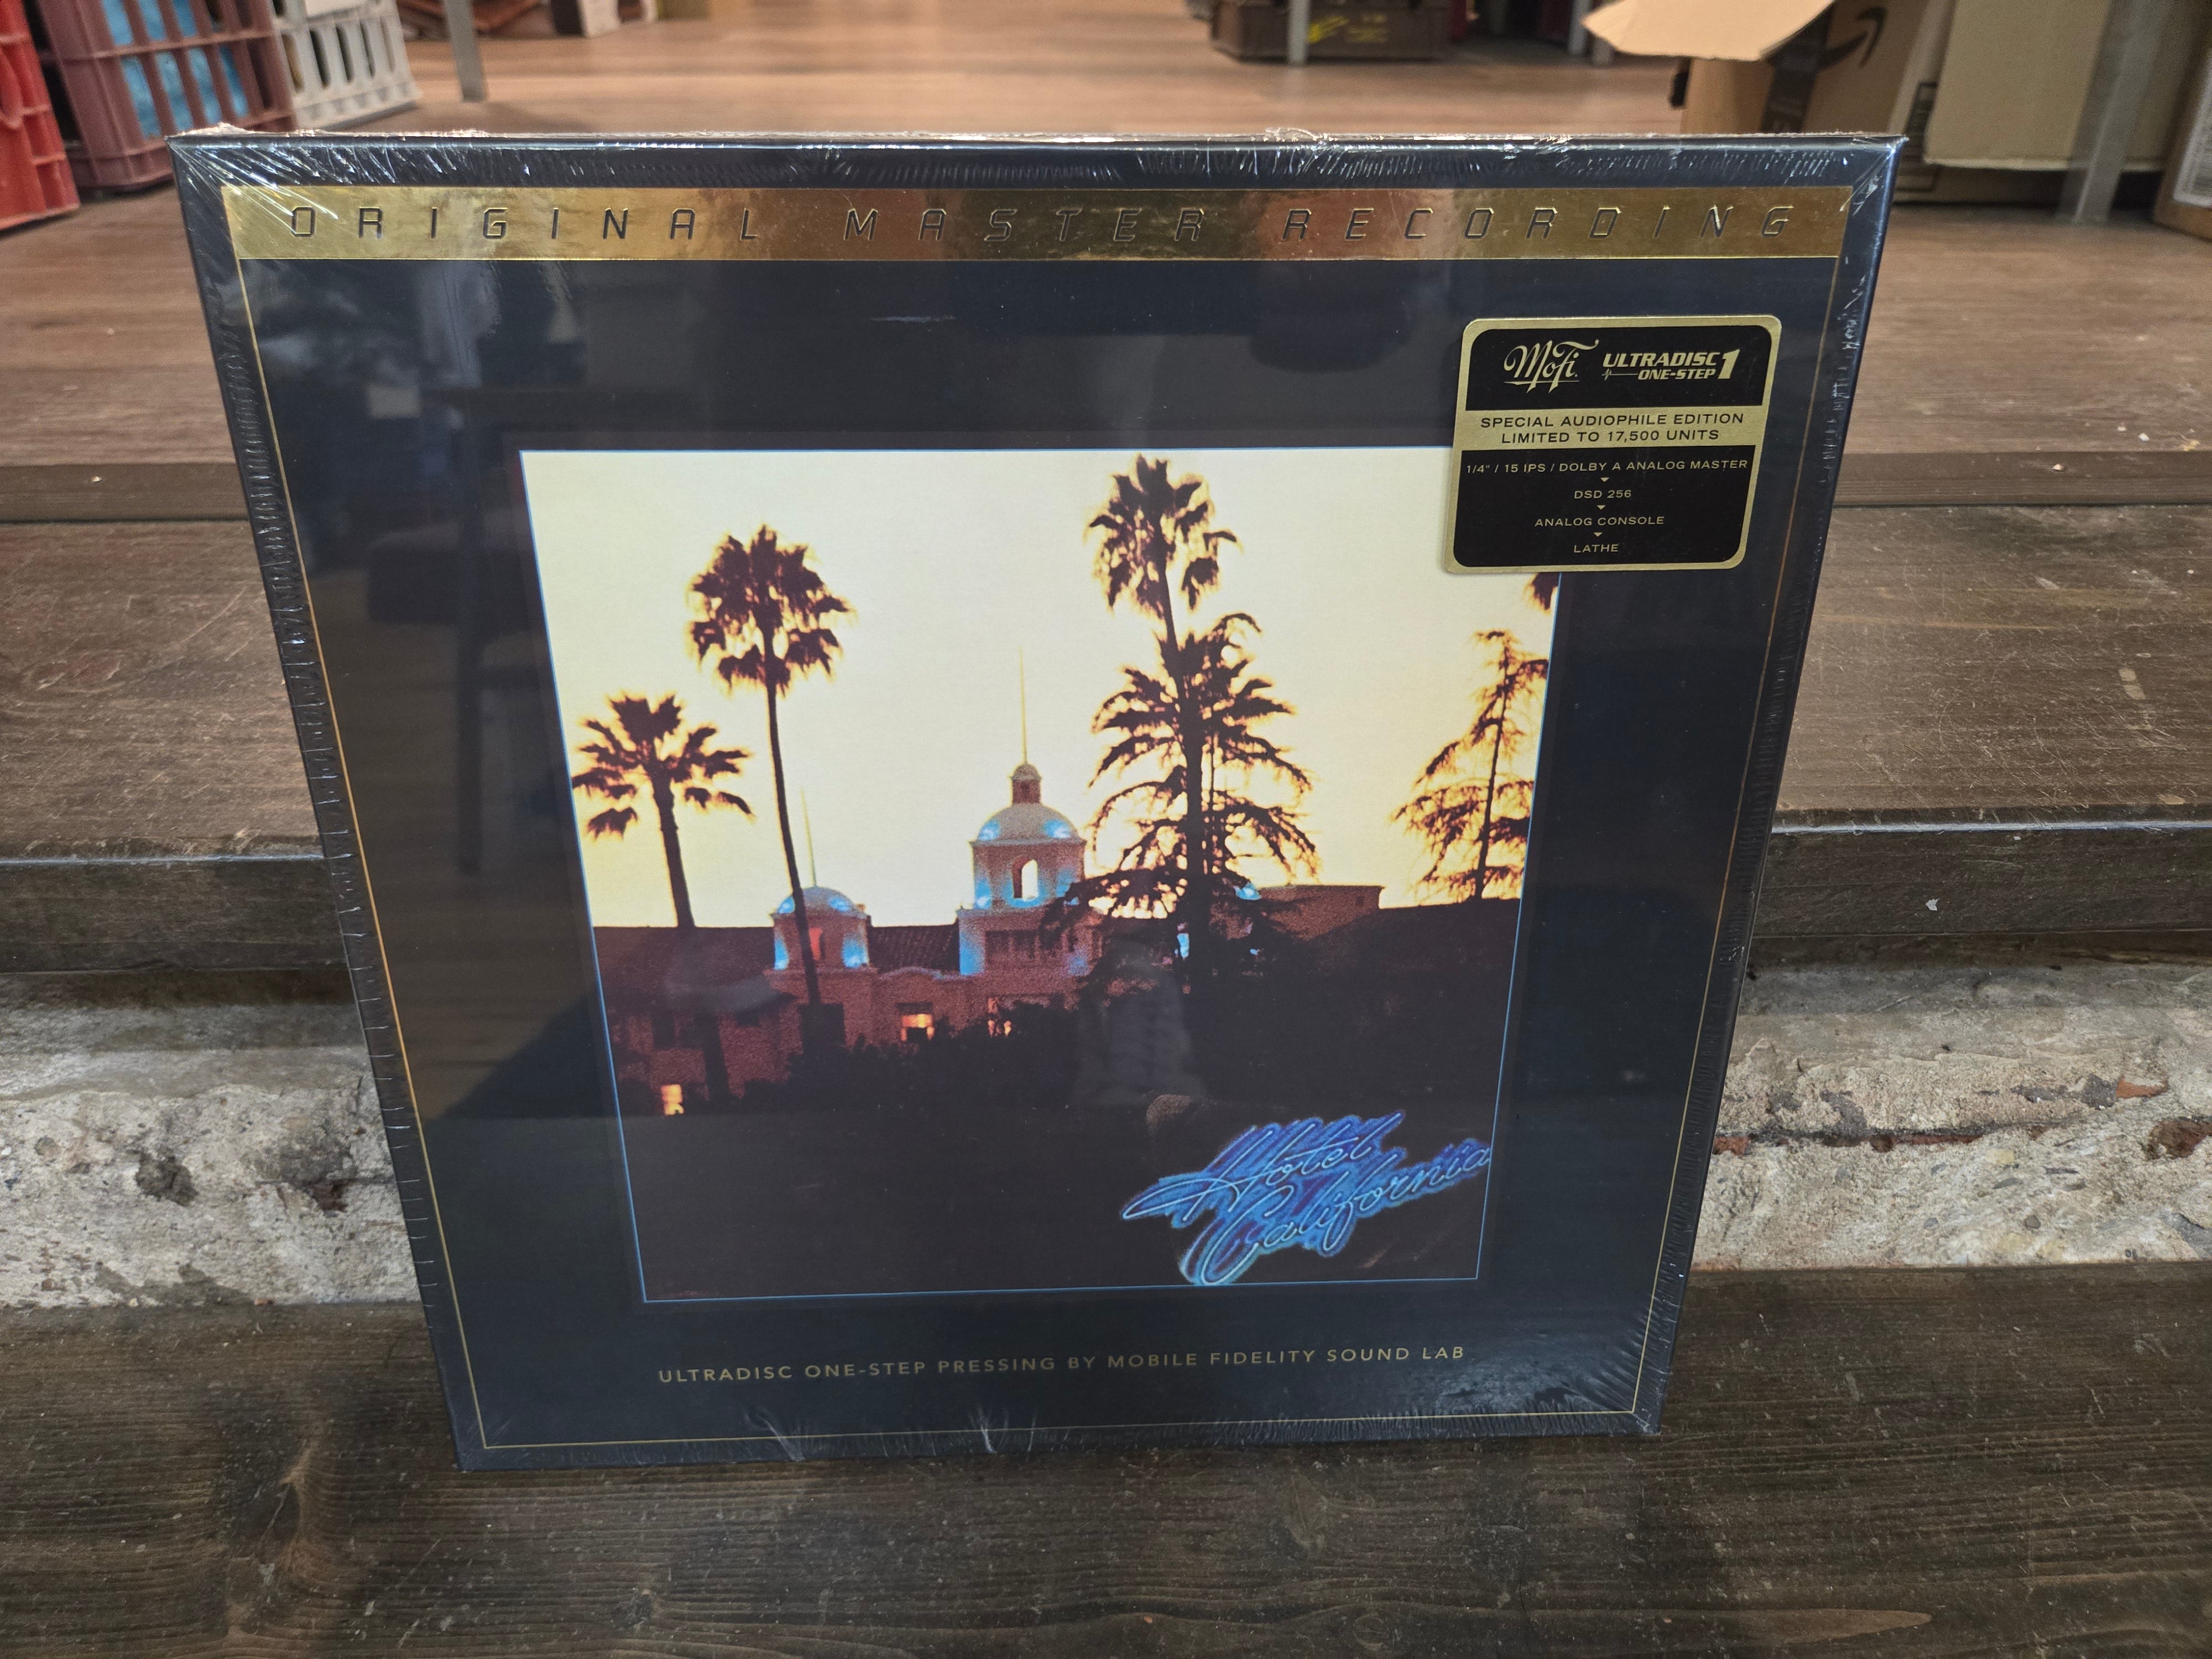 ORIGINAL MASTER RECORDING
MoFi ULTRADISC ONE-STEP 1
SPECIAL AUDIOPHILE EDITION
LIMITED TO 17,500 UNITS
1/4" / 15 IPS / DOLBY A ANALOG MASTER
DSD 256
ANALOG CONSOLE
LATHE
Hotel
California
ULTRADISC ONE-STEP PRESSING BY MOBILE FIDELITY SOUND LAB